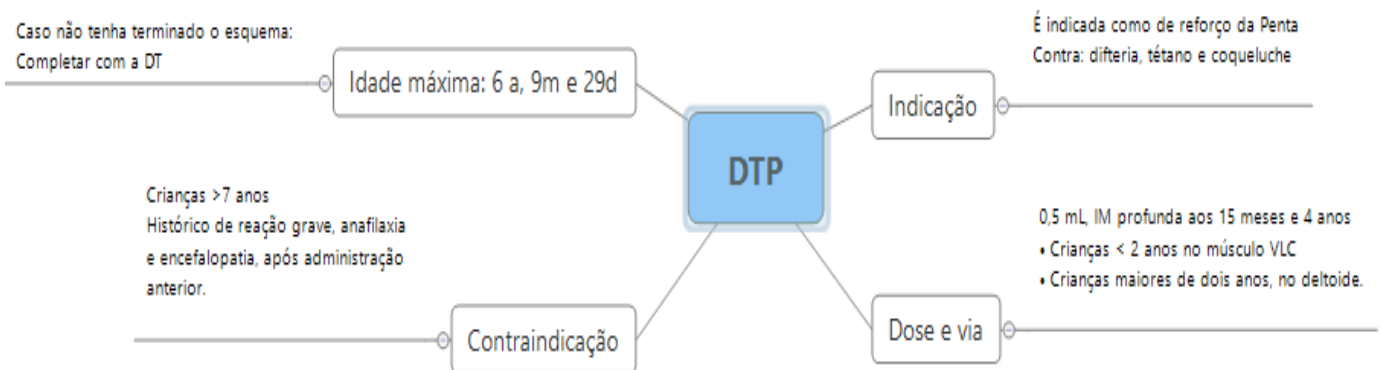 Caso não tenha terminado o esquema:
Completar com a DT
Idade máxima: 6 a, 9m e 29d
Crianças >7 anos
Histórico de reação grave, anafilaxia
e encefalopatia, após administração
anterior.
Contraindicação
DTP
É indicada como de reforço da Penta
Contra: difteria, tétano e coqueluche
Indicação
0,5 mL, IM profunda aos 15 meses e 4 anos
• Crianças < 2 anos no músculo VLC
• Crianças maiores de dois anos, no deltoide.
Dose e via